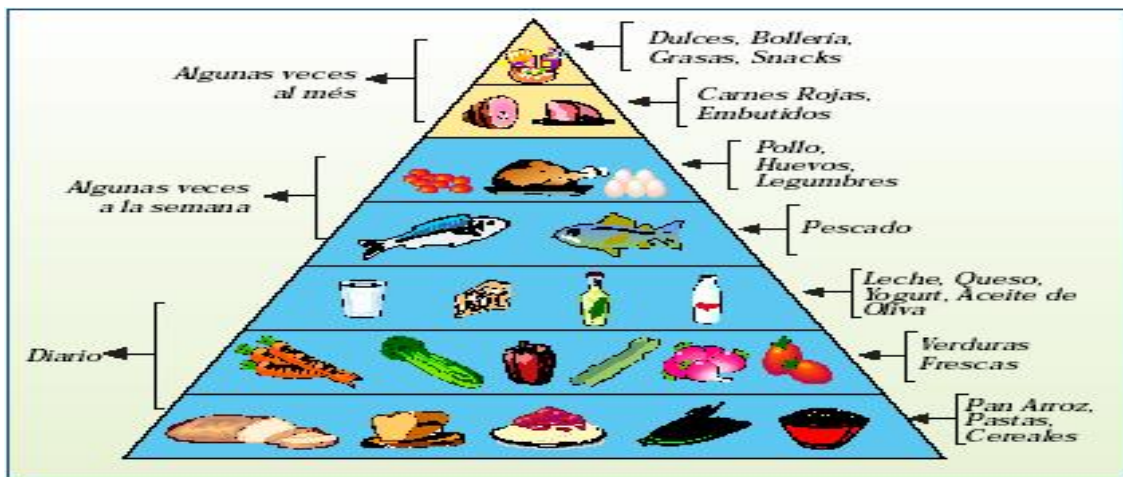 Algunas veces
al més
Algunas veces
a la semana
Diario
Dulces, Bollería,
Grasas, Snacks
Carnes Rojas,
Embutidos
Pollo,
Huevos,
Legumbres
Pescado
Leche, Queso,
Yogurt, Aceite de
Oliva
Verduras
Frescas
Pan Arroz,
Pastas,
Cereales